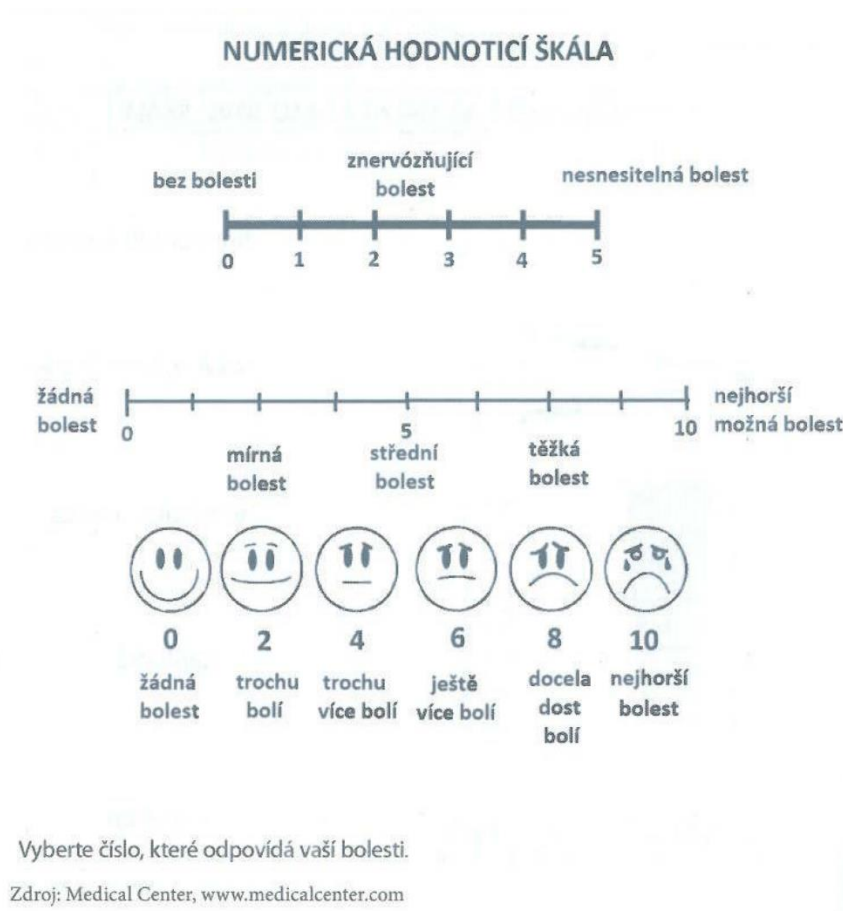 NUMERICKÁ HODNOTICÍ ŠKÁLA
bez bolesti
znervózňující
bolest
nesnesitelná bolest
0 1 2 3 4 5
žádná
bolest
nejhorší
možná bolest
0 5 10
mírná
bolest
střední
bolest
těžká
bolest
0 2 4 6 8 10
žádná
bolest
trochu
bolí
trochu
více bolí
ještě
více bolí
docela
dost
bolí
nejhorší
bolest
Vyberte číslo, které odpovídá vaší bolesti.
Zdroj: Medical Center, www.medicalcenter.com